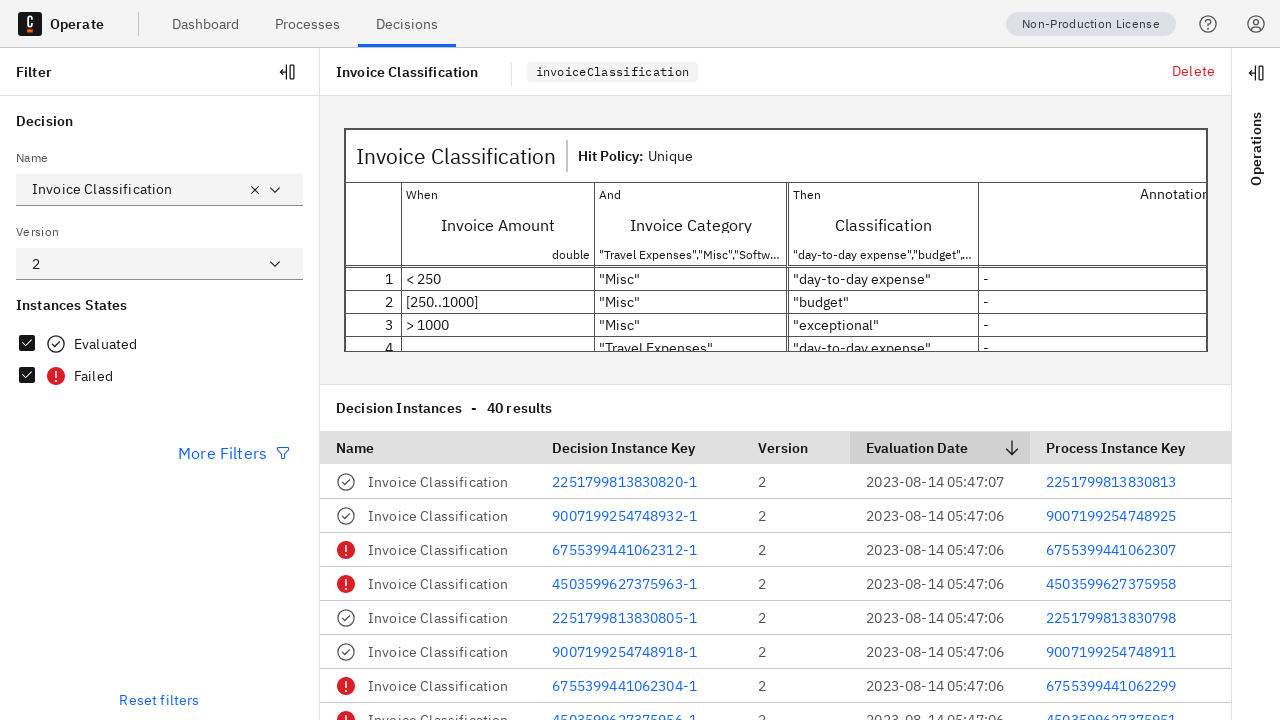 Operate
Dashboard
Processes
Decisions
Non-Production License
Filter
Decision
Name
Invoice Classification
Version
2
Instances States
Evaluated
Failed
More Filters
Reset filters
Invoice Classification
invoiceClassification
Delete
Operations
Invoice Classification
Hit Policy: Unique
When And Then Annotation
Invoice Amount Invoice Category Classification
double "Travel Expenses","Misc","Softw... "day-to-day expense","budget",...
1 < 250 "Misc" "day-to-day expense" -
2 [250..1000] "Misc" "budget" -
3 > 1000 "Misc" "exceptional" -
4 "Travel Expenses" "day-to-day expense" -
Decision Instances - 40 results
Name Decision Instance Key Version Evaluation Date Process Instance Key
Invoice Classification 2251799813830820-1 2 2023-08-14 05:47:07 2251799813830813
Invoice Classification 9007199254748932-1 2 2023-08-14 05:47:06 9007199254748925
Invoice Classification 6755399441062312-1 2 2023-08-14 05:47:06 6755399441062307
Invoice Classification 4503599627375963-1 2 2023-08-14 05:47:06 4503599627375958
Invoice Classification 2251799813830805-1 2 2023-08-14 05:47:06 2251799813830798
Invoice Classification 9007199254748918-1 2 2023-08-14 05:47:06 9007199254748911
Invoice Classification 6755399441062304-1 2 2023-08-14 05:47:06 6755399441062299
Invoice Classification 4503599627375956-1 2 2023-08-14 05:47:06 4503599627375951